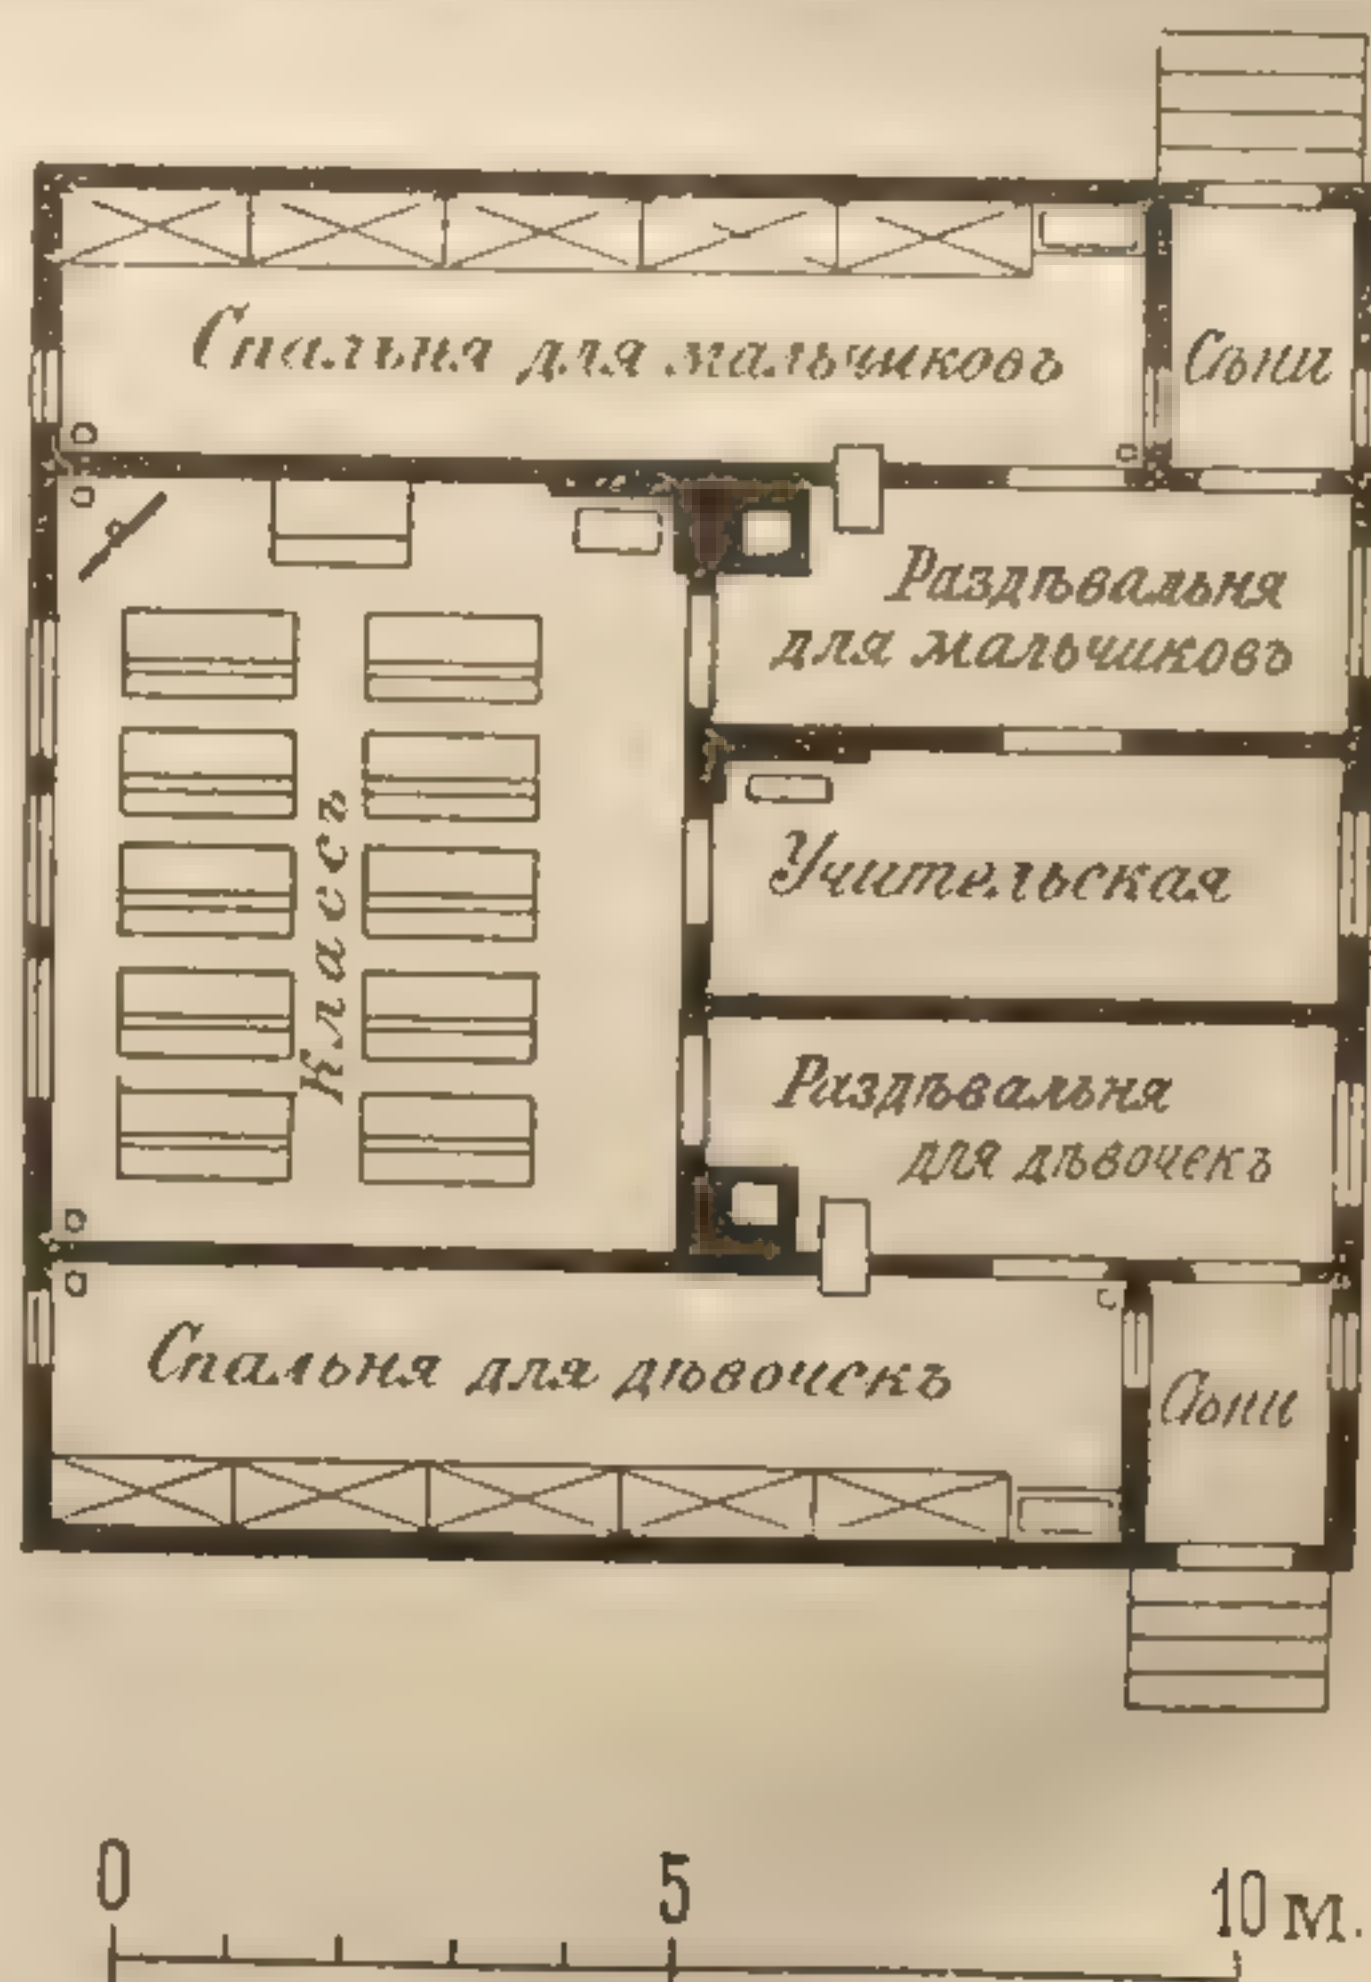 Спальня для мальчиковъ
Сѣни
Раздѣвальня
для мальчиковъ
Классъ
Учительская
Раздѣвальня
для дѣвочекъ
Спальня для дѣвочекъ
Сѣни
0 5 10 м.